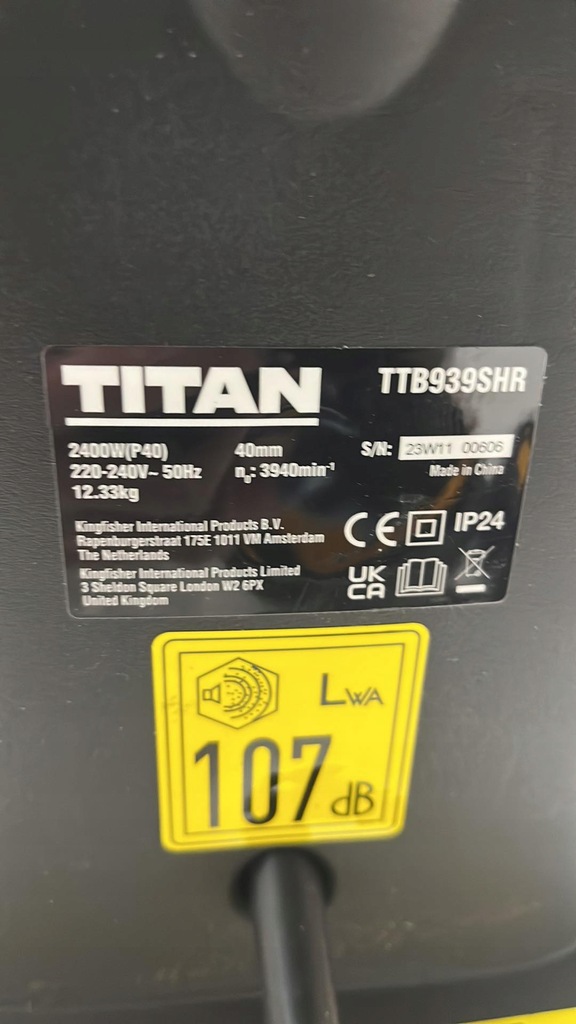 TITAN
TTB939SHR
2400W(P40)
40mm
S/N: 23W11 00606
220-240V~ 50Hz
n₀: 3940min⁻¹
Made in China
12.33kg
Kingfisher International Products B.V.
Rapenburgerstraat 175E 1011 VM Amsterdam
The Netherlands
CE
IP24
Kingfisher International Products Limited
3 Sheldon Square London W2 6PX
United Kingdom
UK
CA
LWA
107 dB